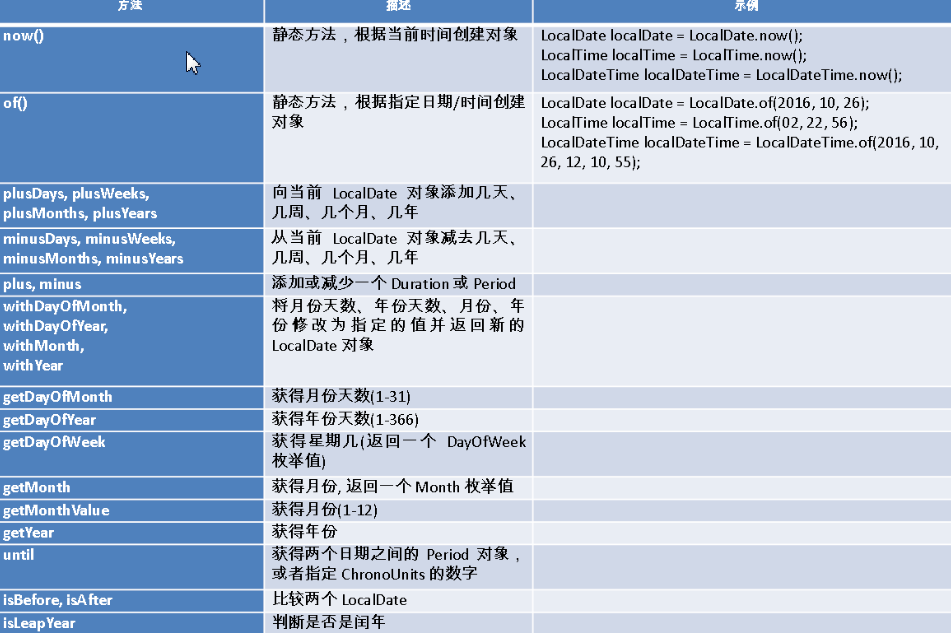 方法 描述 示例
now() 静态方法，根据当前时间创建对象 LocalDate localDate = LocalDate.now();
LocalTime localTime = LocalTime.now();
LocalDateTime localDateTime = LocalDateTime.now();
of() 静态方法，根据指定日期/时间创建 LocalDate localDate = LocalDate.of(2016, 10, 26);
对象 LocalTime localTime = LocalTime.of(02, 22, 56);
LocalDateTime localDateTime = LocalDateTime.of(2016, 10,
26, 12, 10, 55);
plusDays, plusWeeks, 向当前 LocalDate 对象添加几天、
plusMonths, plusYears 几周、几个月、几年
minusDays, minusWeeks, 从当前 LocalDate 对象减去几天、
minusMonths, minusYears 几周、几个月、几年
plus, minus 添加或减少一个 Duration 或 Period
withDayOfMonth, 将月份天数、年份天数、月份、年
withDayOfYear, 份修改为指定的值并返回新的
withMonth, LocalDate 对象
withYear
getDayOfMonth 获得月份天数(1-31)
getDayOfYear 获得年份天数(1-366)
getDayOfWeek 获得星期几(返回一个 DayOfWeek
枚举值)
getMonth 获得月份, 返回一个 Month 枚举值
getMonthValue 获得月份(1-12)
getYear 获得年份
until 获得两个日期之间的 Period 对象，
或者指定 ChronoUnits 的数字
isBefore, isAfter 比较两个 LocalDate
isLeapYear 判断是否是闰年